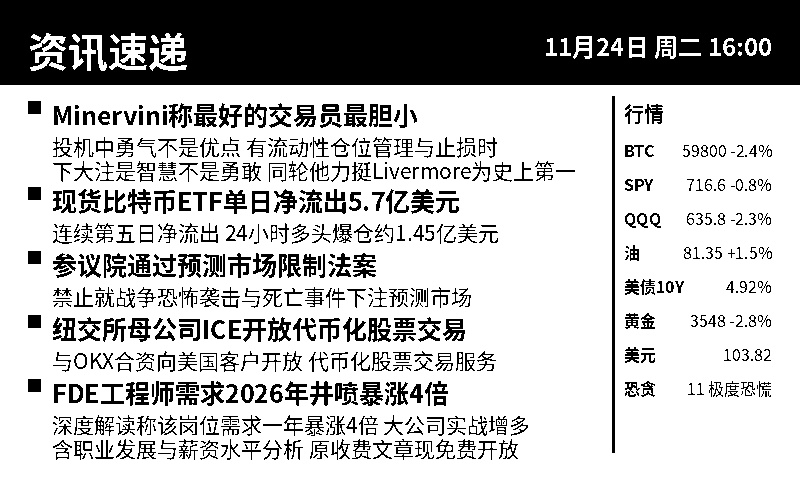 资讯速递
11月24日 周二 16:00
Minervini称最好的交易员最胆小
投机中勇气不是优点 有流动性仓位管理与止损时
下大注是智慧不是勇敢 同轮他力挺Livermore为史上第一
现货比特币ETF单日净流出5.7亿美元
连续第五日净流出 24小时多头爆仓约1.45亿美元
参议院通过预测市场限制法案
禁止就战争恐怖袭击与死亡事件下注预测市场
纽交所母公司ICE开放代币化股票交易
与OKX合资向美国客户开放 代币化股票交易服务
FDE工程师需求2026年井喷暴涨4倍
深度解读称该岗位需求一年暴涨4倍 大公司实战增多
含职业发展与薪资水平分析 原收费文章现免费开放
行情
BTC 59800 -2.4%
SPY 716.6 -0.8%
QQQ 635.8 -2.3%
油 81.35 +1.5%
美债10Y 4.92%
黄金 3548 -2.8%
美元 103.82
恐贪 11 极度恐慌